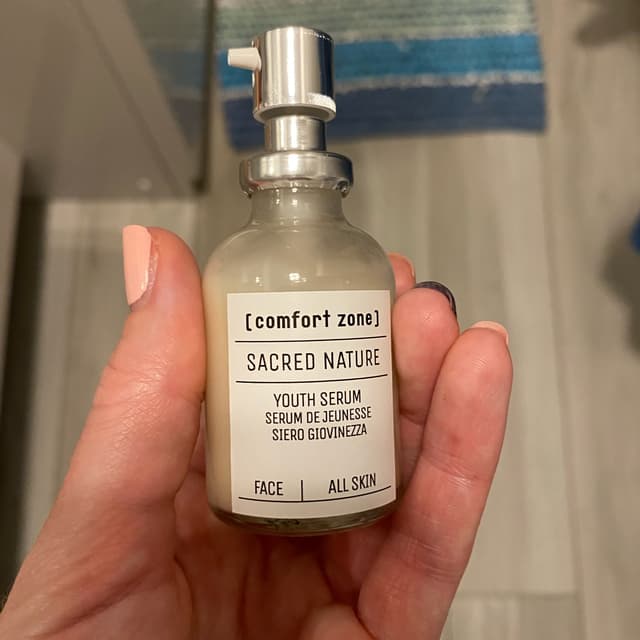 [comfort zone]
SACRED NATURE
YOUTH SERUM
SERUM DE JEUNESSE
SIERO GIOVINEZZA
FACE | ALL SKIN